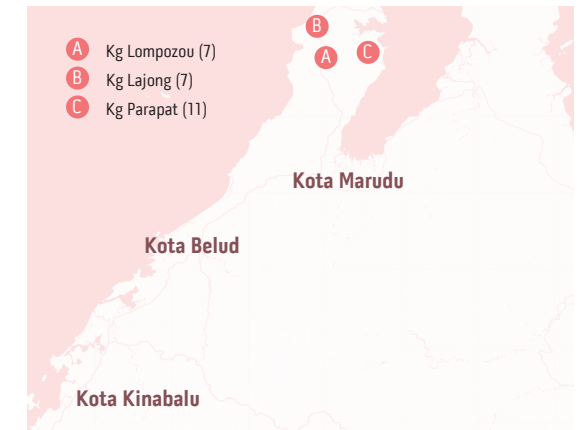 A Kg Lompozou (7)
B Kg Lajong (7)
C Kg Parapat (11)
B
A
C
Kota Marudu
Kota Belud
Kota Kinabalu